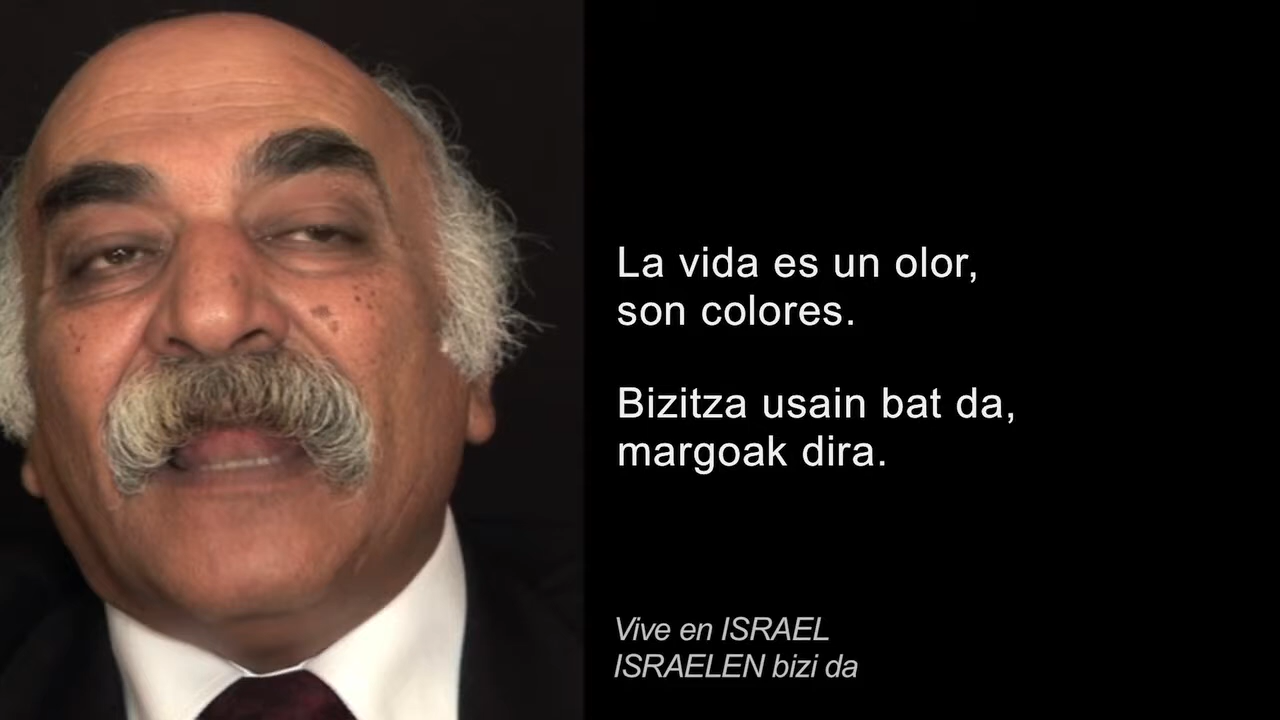 La vida es un olor,
son colores.
Bizitza usain bat da,
margoak dira.
Vive en ISRAEL
ISRAELEN bizi da